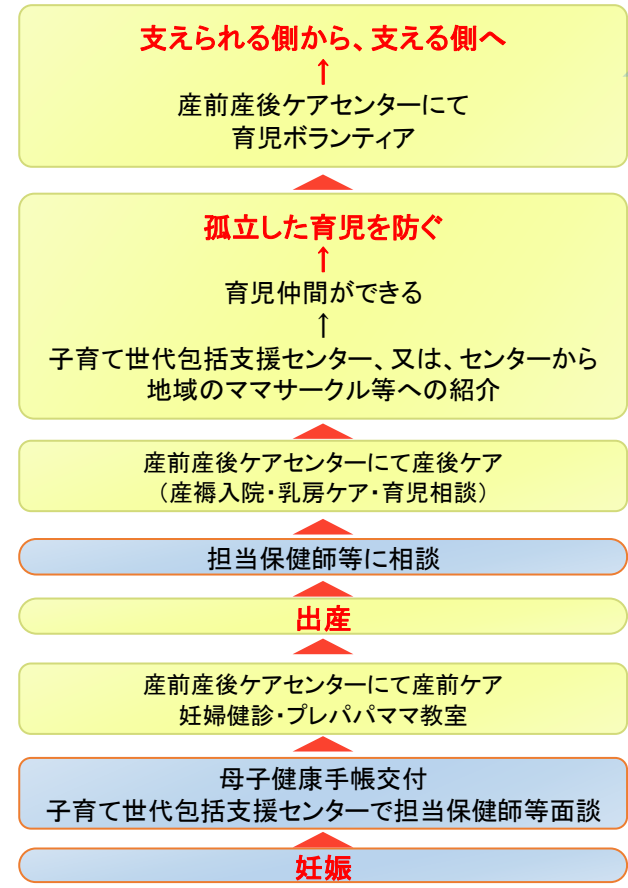 支えられる側から、支える側へ
↑
産前産後ケアセンターにて
育児ボランティア
孤立した育児を防ぐ
↑
育児仲間ができる
↑
子育て世代包括支援センター、又は、センターから
地域のママサークル等への紹介
産前産後ケアセンターにて産後ケア
（産褥入院・乳房ケア・育児相談）
担当保健師等に相談
出産
産前産後ケアセンターにて産前ケア
妊婦健診・プレパパママ教室
母子健康手帳交付
子育て世代包括支援センターで担当保健師等面談
妊娠